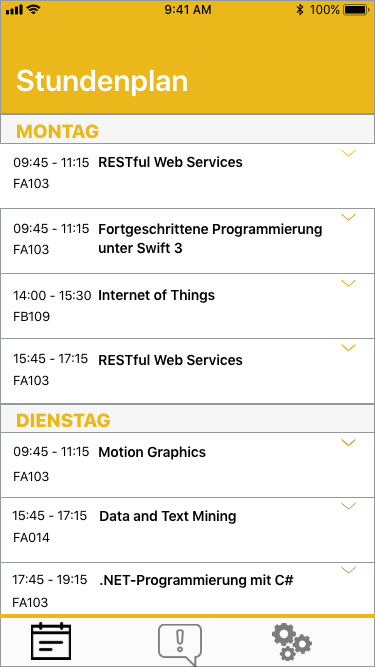 9:41 AM 100%
Stundenplan
MONTAG
09:45 - 11:15 RESTful Web Services
FA103
09:45 - 11:15 Fortgeschrittene Programmierung
FA103 unter Swift 3
14:00 - 15:30 Internet of Things
FB109
15:45 - 17:15 RESTful Web Services
FA103
DIENSTAG
09:45 - 11:15 Motion Graphics
FA103
15:45 - 17:15 Data and Text Mining
FA014
17:45 - 19:15 .NET-Programmierung mit C#
FA103